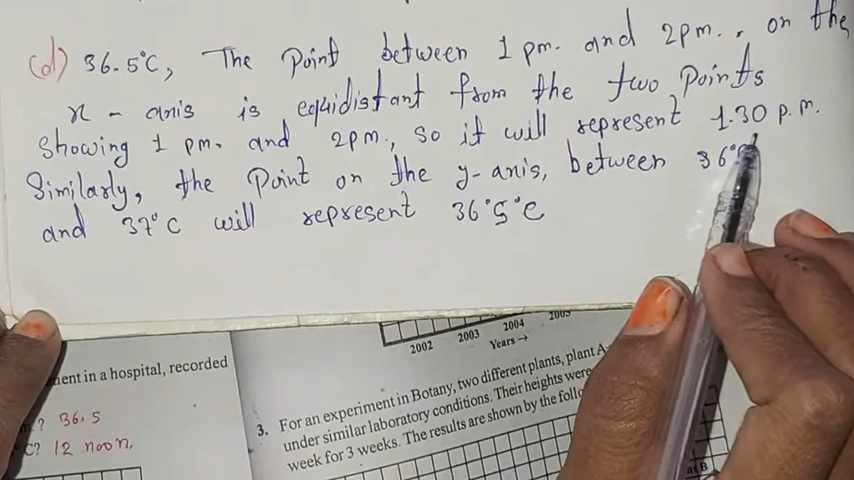 (d) 36.5°C, The Point between 1 pm. and 2pm., on the
x - axis is equidistant from the two Points
showing 1 pm. and 2pm., so it will represent 1.30 p.m.
Similarly, the Point on the y-axis, between 36°C
and 37°C will represent 36°5°C
2002 2003 2004 2005
Years →
ment in a hospital, recorded
? 36.5
C? 12 noon.
3. For an experiment in Botany, two different plants, plant A
under similar laboratory conditions. Their heights were
week for 3 weeks. The results are shown by the follo
at B